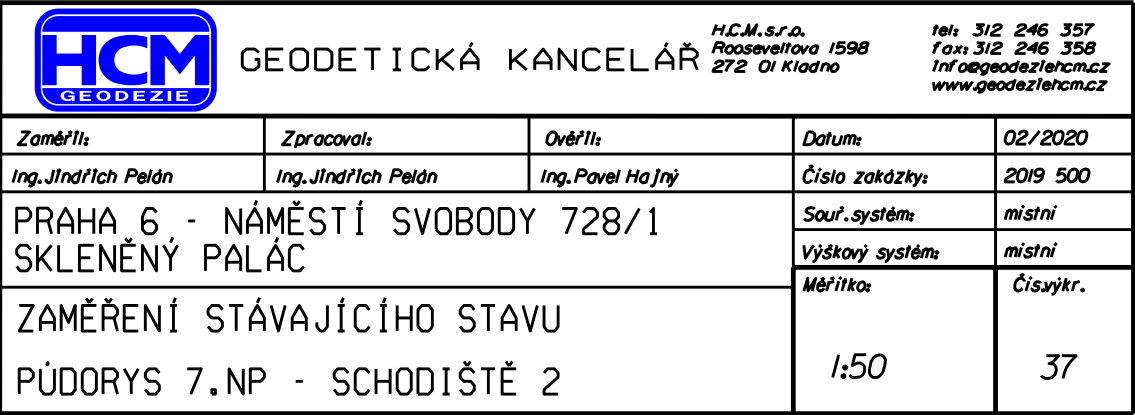 HCM
GEODEZIE
GEODETICKÁ KANCELÁŘ
H.C.M. s.r.o.
Rooseveltova 1598
272 01 Kladno
tel: 312 246 357
fax: 312 246 358
info@geodeziehcm.cz
www.geodeziehcm.cz
Zaměřil: Zpracoval: Ověřil: Datum: 02/2020
Ing. Jindřich Pelán Ing. Jindřich Pelán Ing. Pavel Hajný Číslo zakázky: 2019 500
PRAHA 6 - NÁMĚSTÍ SVOBODY 728/1
SKLENĚNÝ PALÁC
Souř. systém: místní
Výškový systém: místní
ZAMĚŘENÍ STÁVAJÍCÍHO STAVU
PŮDORYS 7.NP - SCHODIŠTĚ 2
Měřítko: Čís.výkr.
1:50 37